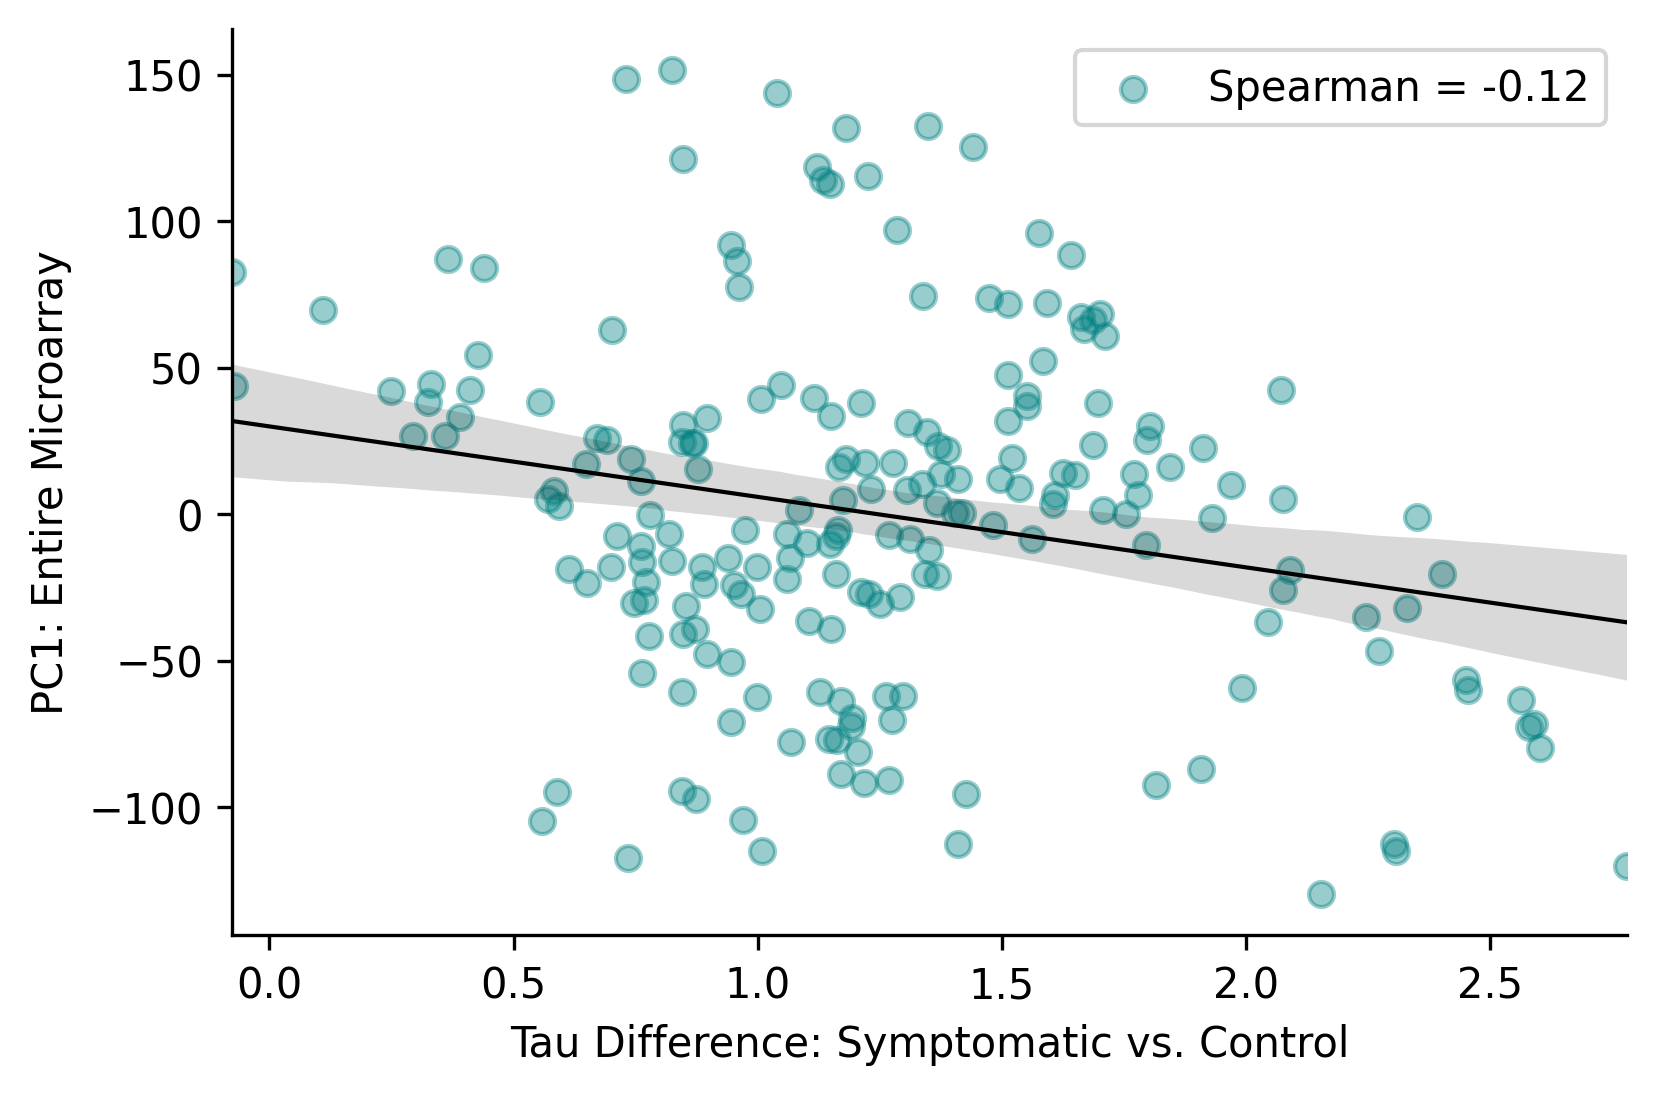 Spearman = -0.12
150
100
50
0
−50
−100
PC1: Entire Microarray
0.0 0.5 1.0 1.5 2.0 2.5
Tau Difference: Symptomatic vs. Control